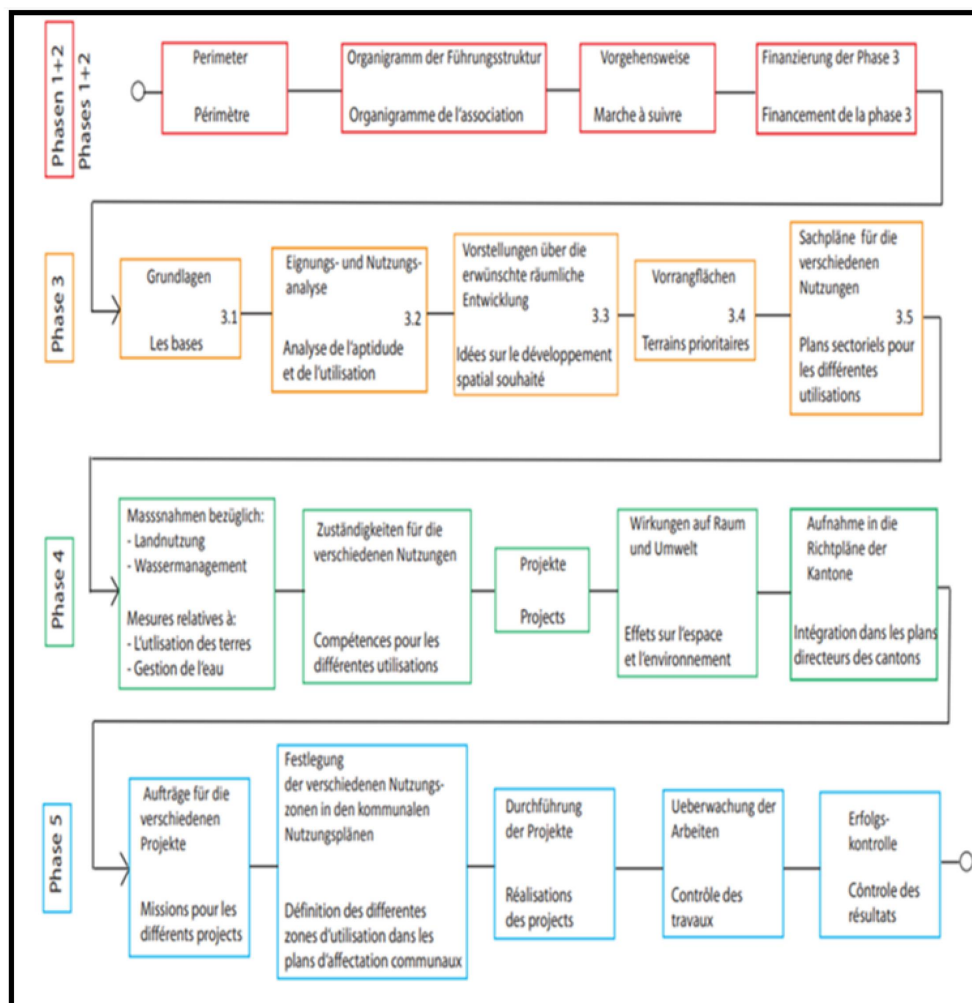 Phasen 1+2
Phases 1+2
Perimeter
Périmètre
Organigramm der Führungsstruktur
Organigramme de l'association
Vorgehensweise
Marche à suivre
Finanzierung der Phase 3
Financement de la phase 3
Phase 3
Grundlagen
3.1
Les bases
Eignungs- und Nutzungs-
analyse
3.2
Analyse de l'aptidude
et de l'utilisation
Vorstellungen über die
erwünschte räumliche
Entwicklung
3.3
Idées sur le développement
spatial souhaité
Vorrangflächen
3.4
Terrains prioritaires
Sachpläne für die
verschiedenen
Nutzungen
3.5
Plans sectoriels pour
les différentes
utilisations
Phase 4
Masssnahmen bezüglich:
- Landnutzung
- Wassermanagement
Mesures relatives à:
- L'utlisation des terres
- Gestion de l'eau
Zuständigkeiten für die
verschiedenen Nutzungen
Compétences pour les
différentes utilisations
Projekte
Projects
Wirkungen auf Raum
und Umwelt
Effets sur l'espace
et l'environnement
Aufnahme in die
Richtpläne der
Kantone
Intégration dans les plans
directeurs des cantons
Phase 5
Aufträge für die
verschiedenen
Projekte
Missions pour les
différents projects
Festlegung
der verschiedenen Nutzungs-
zonen in den kommunalen
Nutzungsplänen
Définition des differentes
zones d'utilisation dans les
plans d'affectation communaux
Durchführung
der Projekte
Réalisations
des projects
Ueberwachung der
Arbeiten
Contrôle des
travaux
Erfolgs-
kontrolle
Côntrole des
résultats